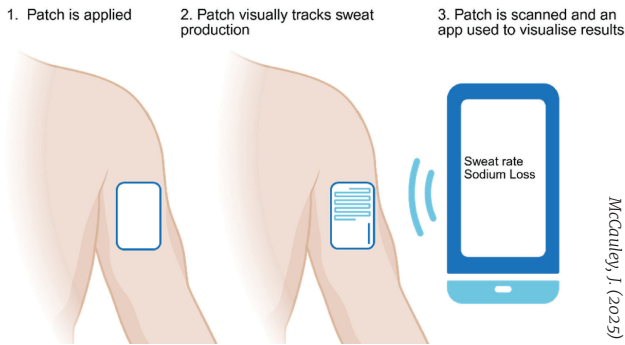 1. Patch is applied
2. Patch visually tracks sweat
production
3. Patch is scanned and an
app used to visualise results
Sweat rate
Sodium Loss
McCauley, J. (2025)